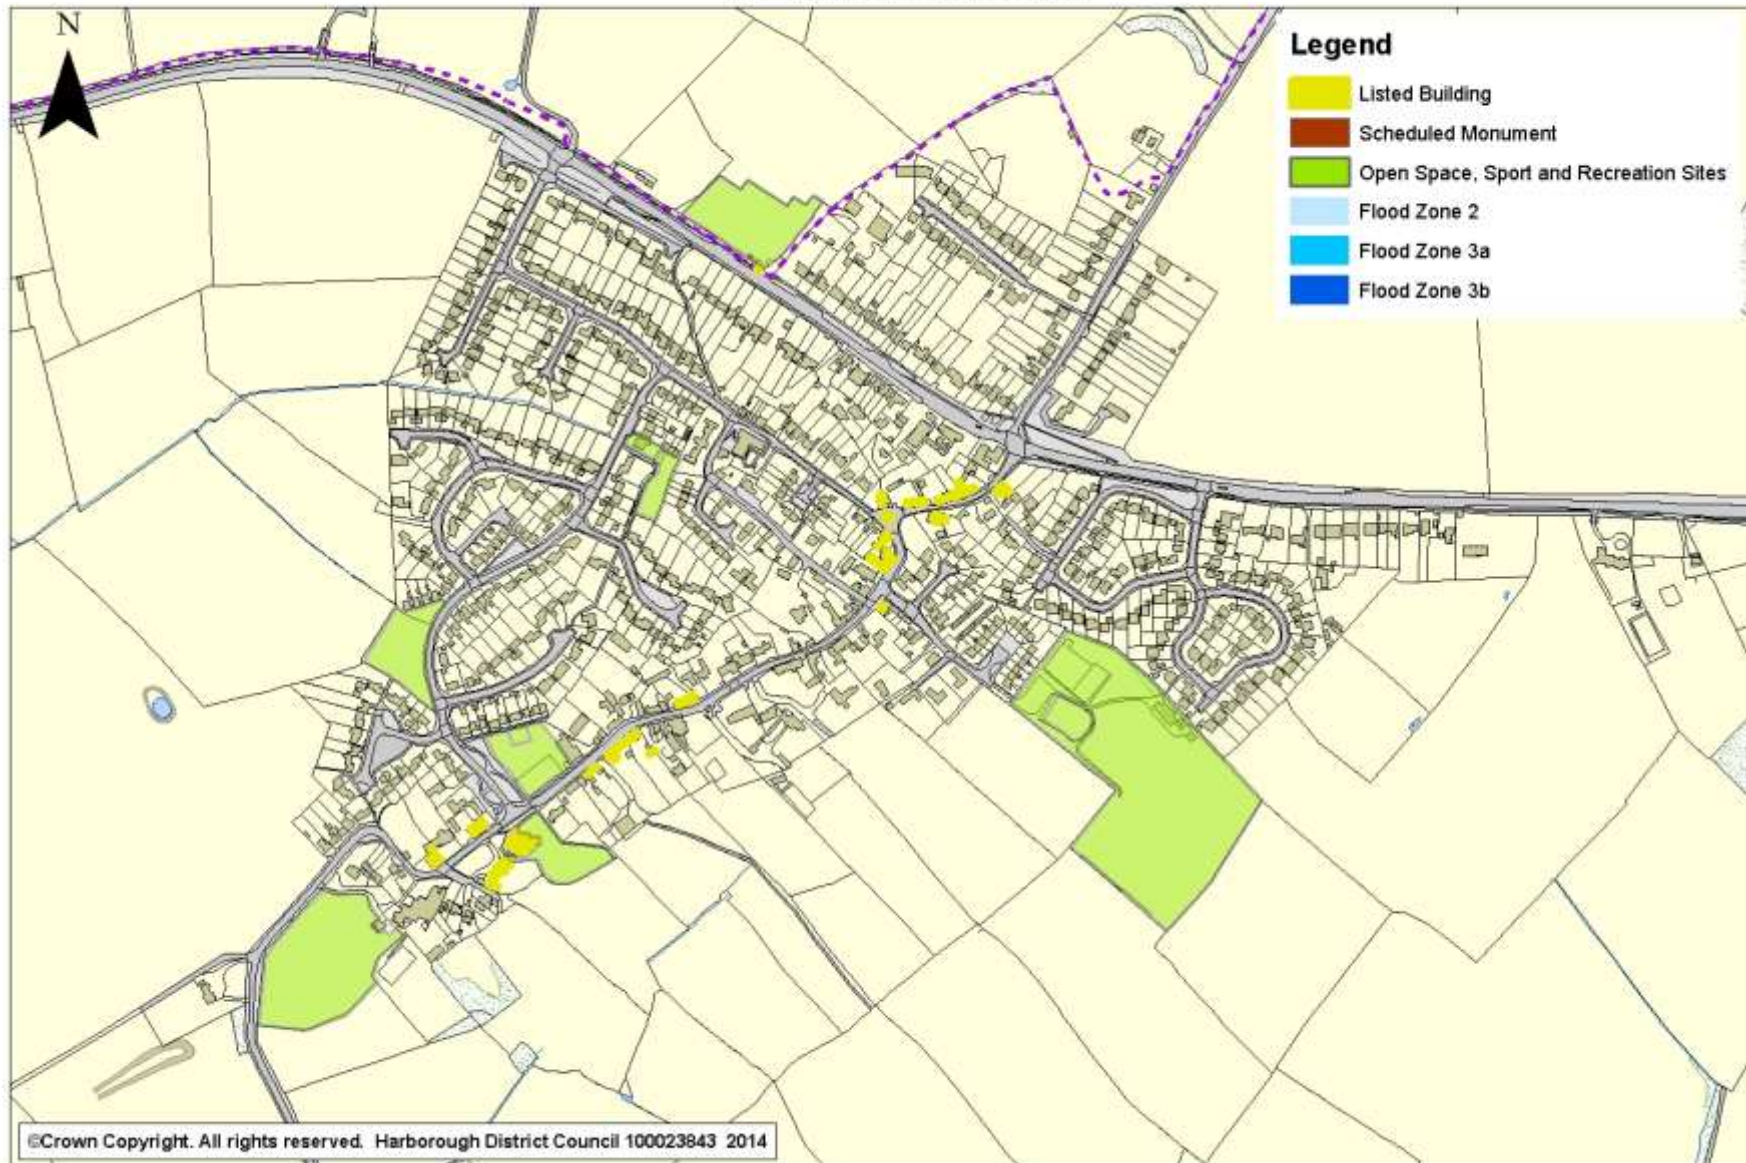 N
Legend
Listed Building
Scheduled Monument
Open Space, Sport and Recreation Sites
Flood Zone 2
Flood Zone 3a
Flood Zone 3b
©Crown Copyright. All rights reserved. Harborough District Council 100023843 2014